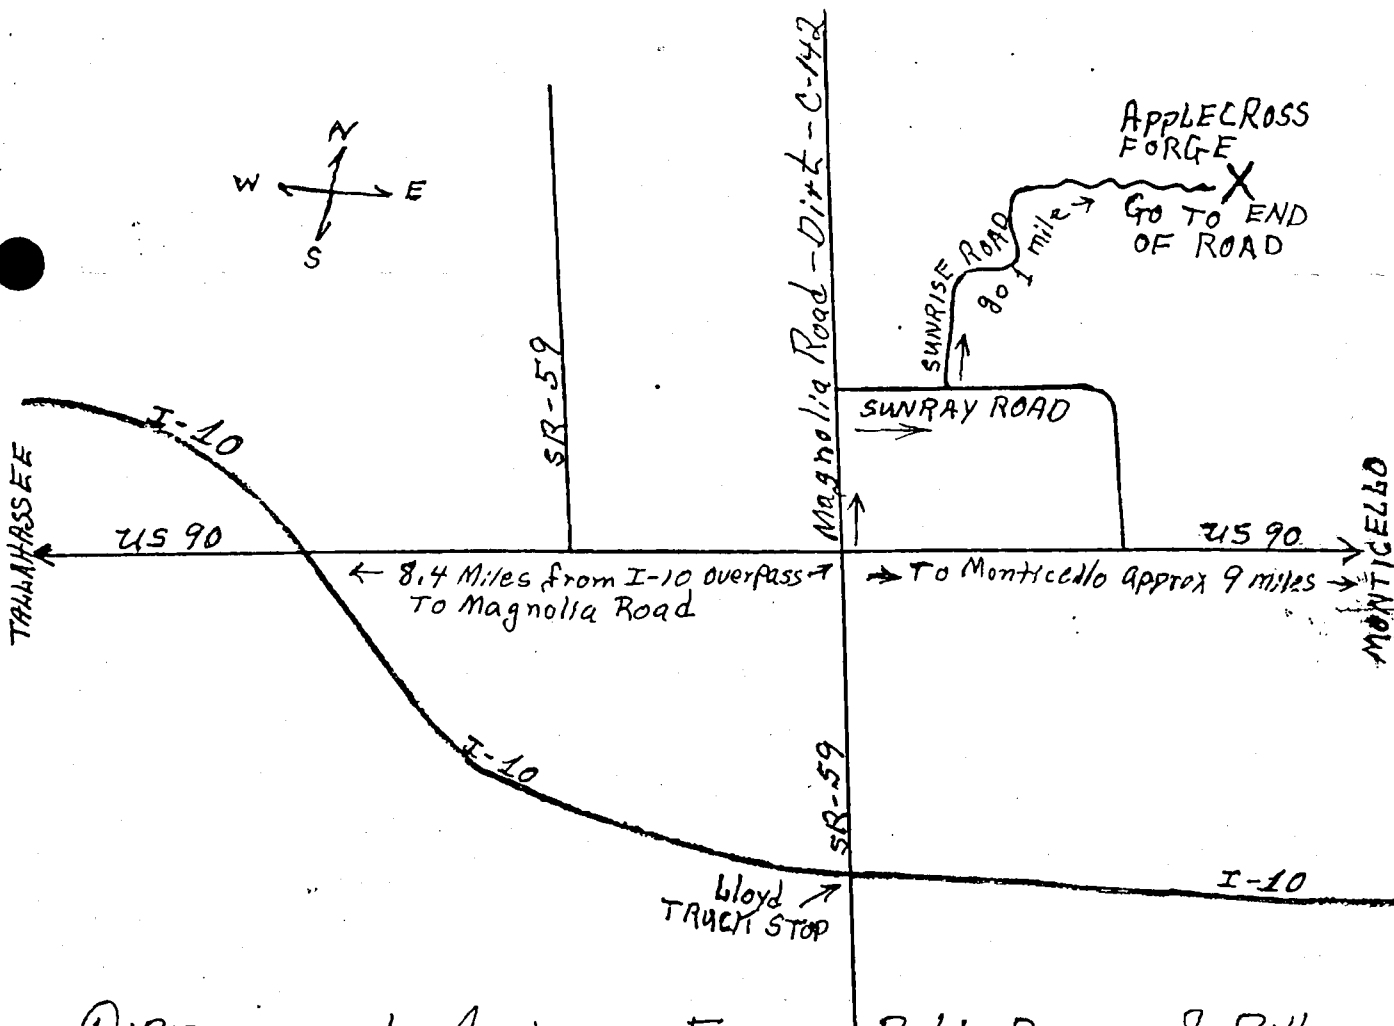 Magnolia Road - Dirt - C-142
APPLECROSS
FORGE
X
GO TO END
OF ROAD
N
W E
S
SUNRISE ROAD
go 1 mile
SR-59
SUNRAY ROAD
I-10
TALLAHASSEE
US 90
US 90
MONTICELLO
8.4 Miles from I-10 overpass
To Magnolia Road
To Monticello approx 9 miles
I-10
SR-59
I-10
Lloyd
TRUCK STOP